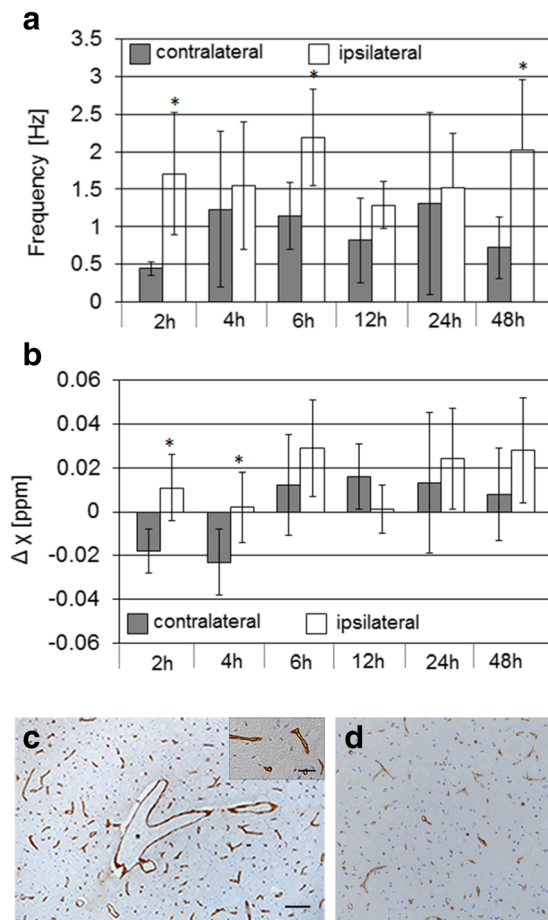 a
3.5
3
2.5
2
1.5
1
0.5
0
Frequency [Hz]
contralateral ipsilateral
* * *
2h 4h 6h 12h 24h 48h
b
0.06
0.04
0.02
0
-0.02
-0.04
-0.06
Δ χ [ppm]
* *
contralateral ipsilateral
2h 4h 6h 12h 24h 48h
c d
*